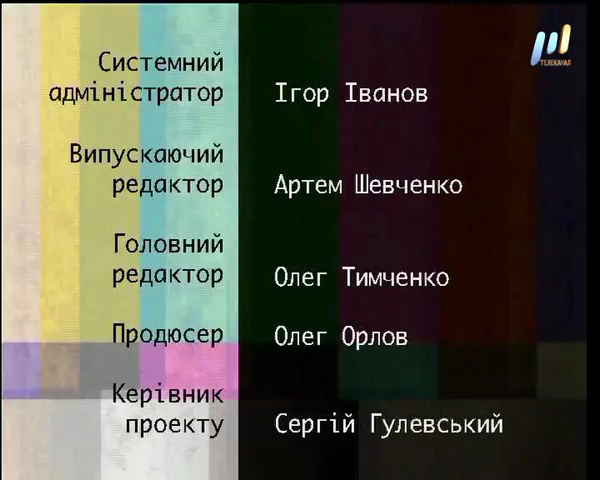 ТЕЛЕКАНАЛ
Системний
адміністратор Ігор Іванов
Випускаючий
редактор Артем Шевченко
Головний
редактор Олег Тимченко
Продюсер Олег Орлов
Керівник
проекту Сергій Гулевський